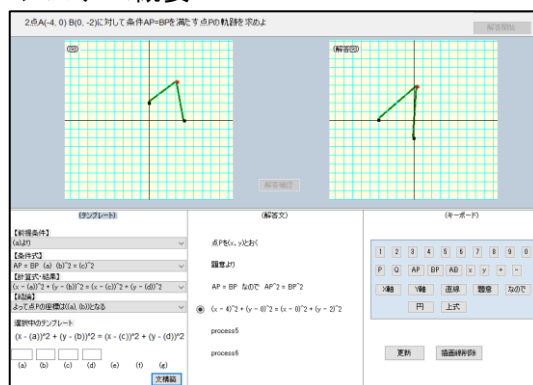 2点A(-4, 0) B(0, -2)に対して条件AP=BPを満たす点Pの軌跡を求めよ
解答開始
(図)
(解答図)
解答確認
(テンプレート)
【前提条件】
(a)より
【条件式】
AP = BP (a) (b)^2 = (c)^2
【計算式・結果】
(x - (a))^2 + (y - (b))^2 = (x - (c))^2 + (y - (d))^2
【結論】
よって点Pの座標は((a), (b))となる
選択中のテンプレート
(x - (a))^2 + (y - (b))^2 = (x - (c))^2 + (y - (d))^2
(a) (b) (c) (d) (e) (f) (g)
文構築
(解答文)
点Pを(x, y)とおく
題意より
AP = BP なので AP^2 = BP^2
(x - 4)^2 + (y - 0)^2 = (x - 0)^2 + (y - 2)^2
process5
process6
(キーボード)
1 2 3 4 5 6 7 8 9 0
P Q AP BP AB x y + -
X軸 Y軸 直線 題意 なので
円 上式
更新 描画線削除